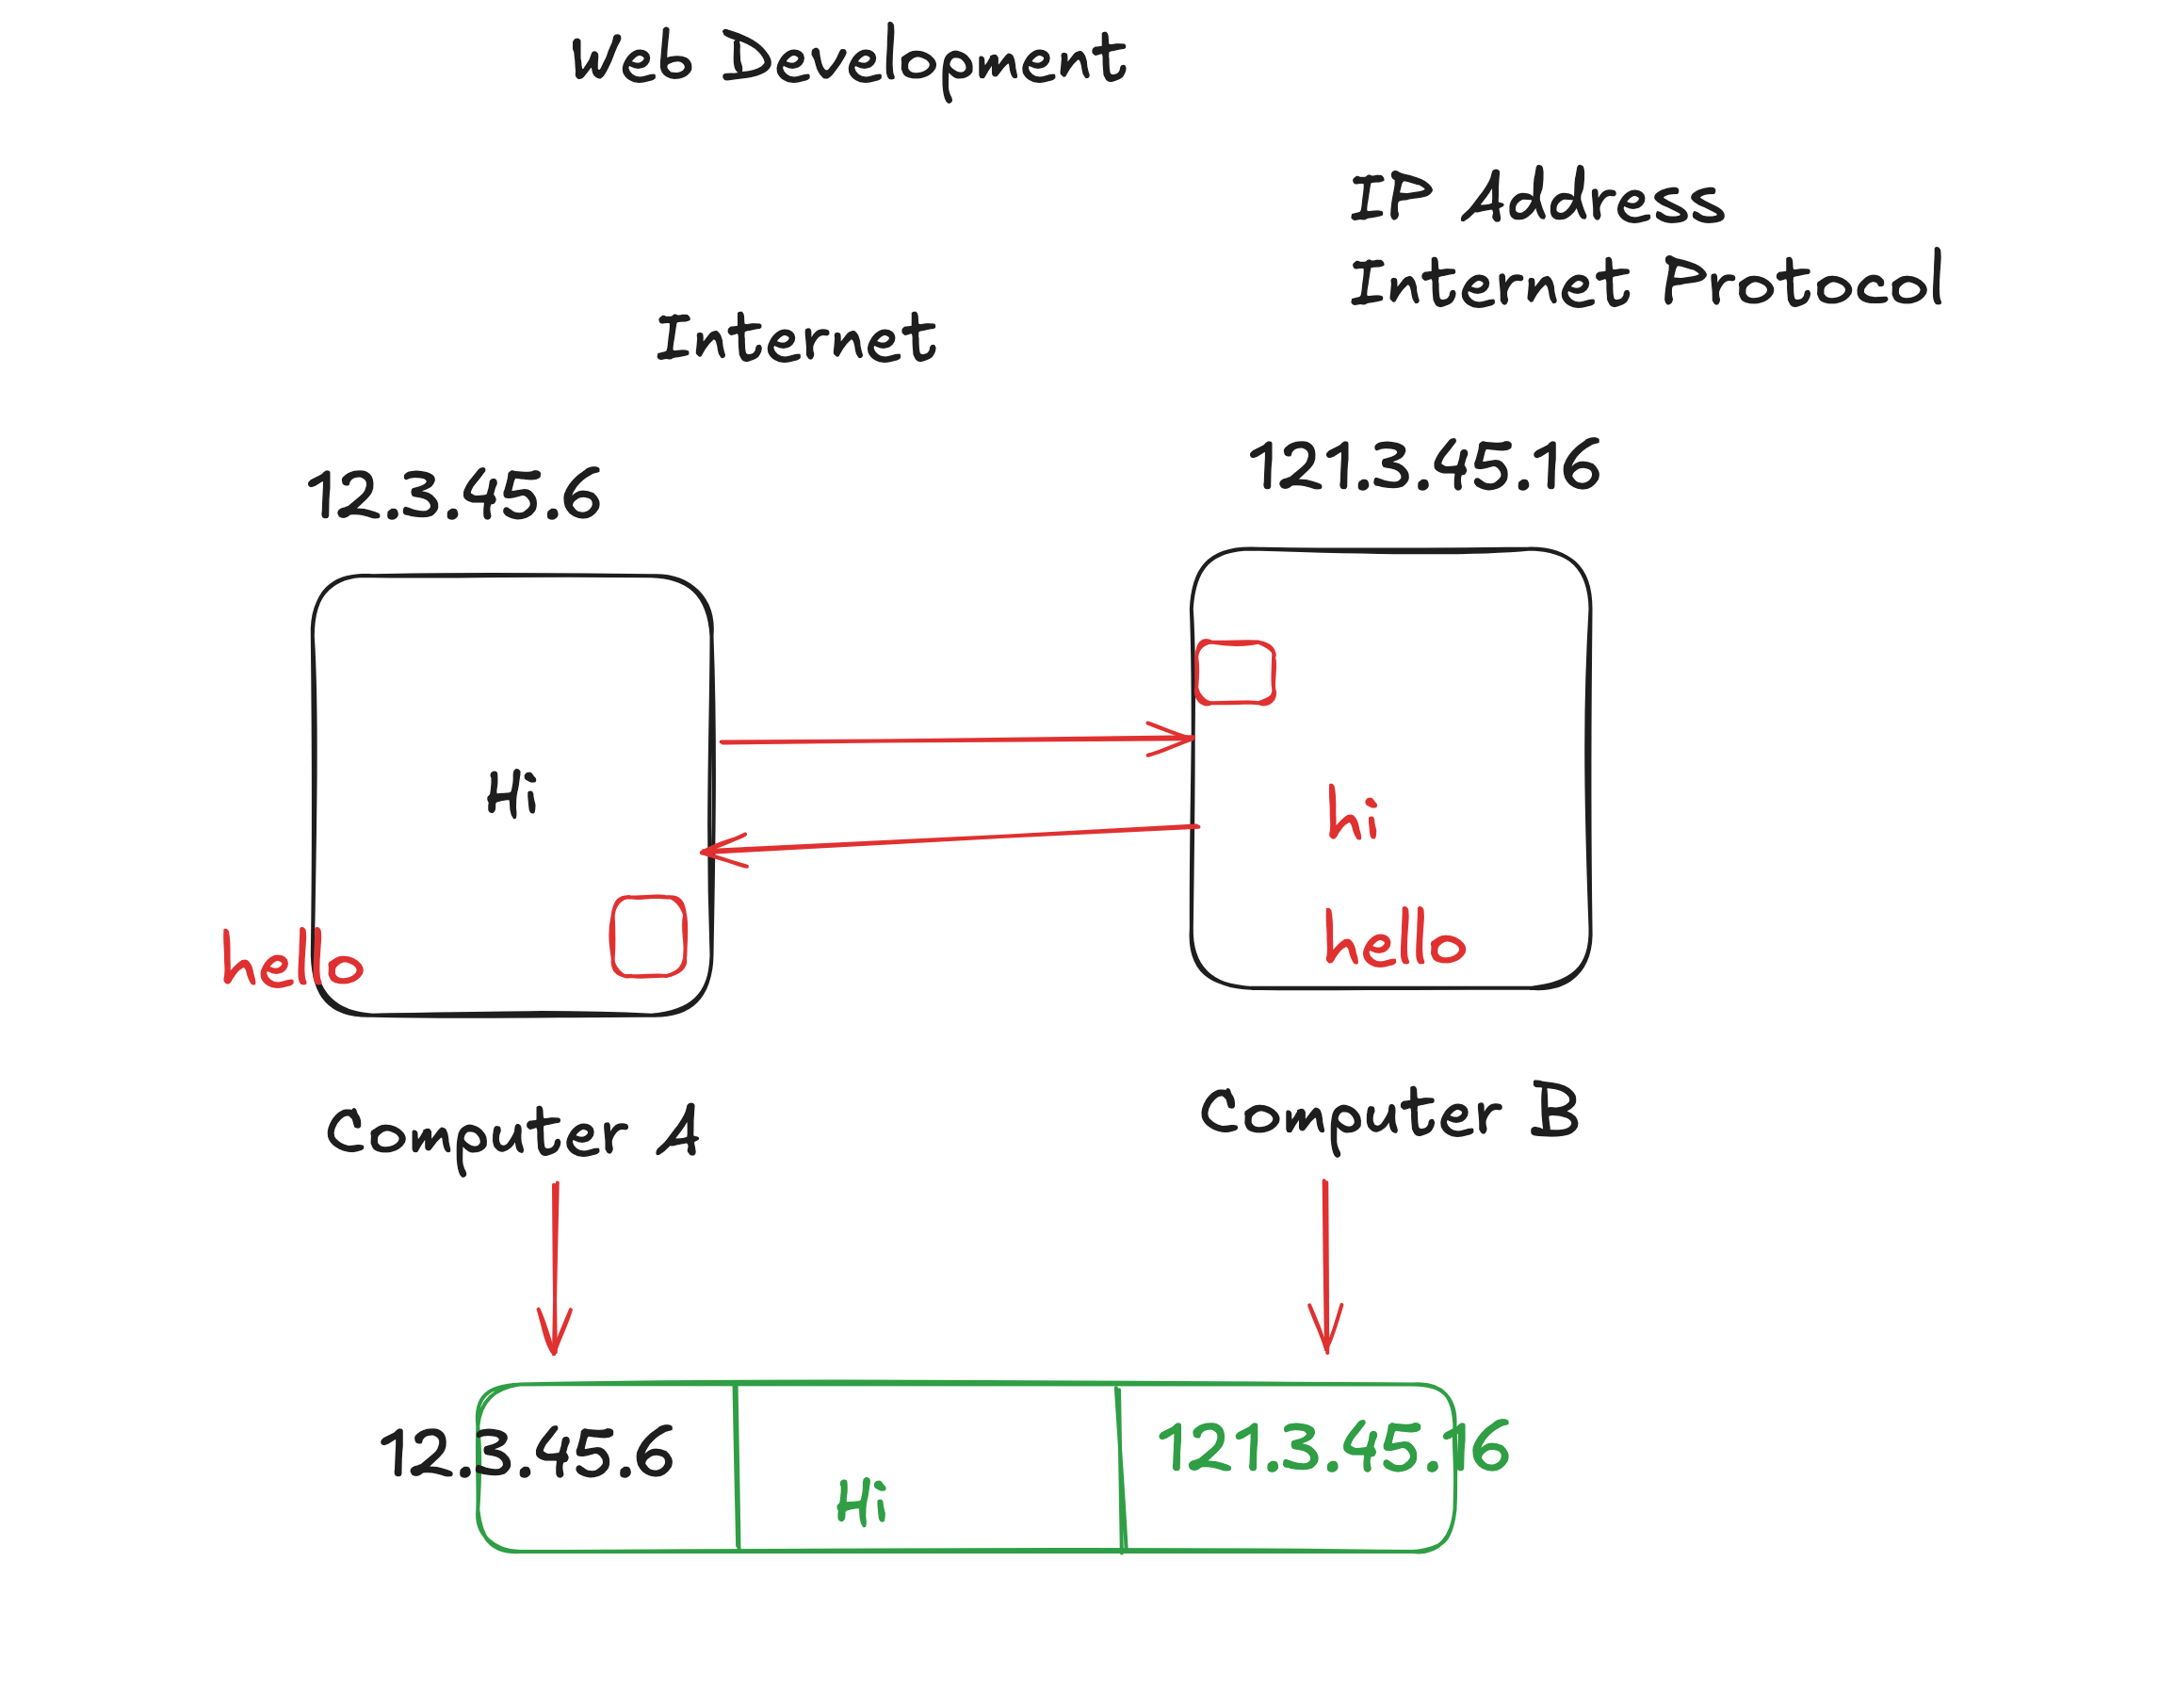 Web Development
IP Address
Internet Protocol
Internet
12.3.45.6
121.3.45.16
Hi
hi
hello
hello
Computer A
Computer B
12.3.45.6
Hi
121.3.45.16